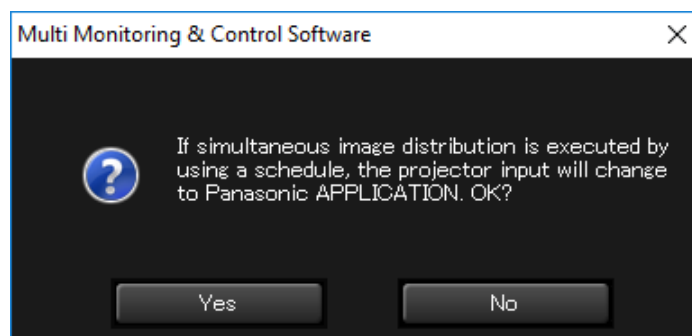 Multi Monitoring & Control Software
If simultaneous image distribution is executed by
using a schedule, the projector input will change
to Panasonic APPLICATION. OK?
Yes
No